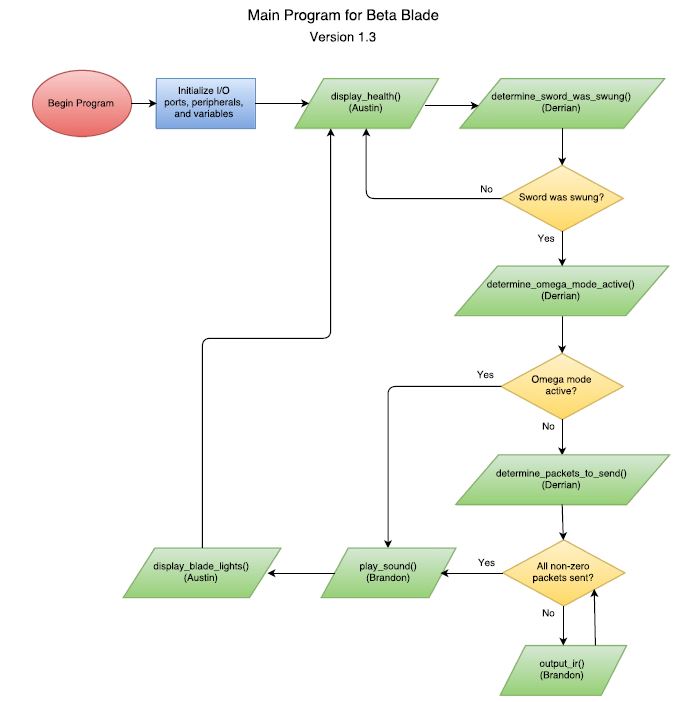 Main Program for Beta Blade
Version 1.3
Begin Program
Initialize I/O
ports, peripherals,
and variables
display_health()
(Austin)
determine_sword_was_swung()
(Derrian)
Sword was swung?
No
Yes
determine_omega_mode_active()
(Derrian)
Omega mode
active?
Yes
No
determine_packets_to_send()
(Derrian)
All non-zero
packets sent?
Yes
No
play_sound()
(Brandon)
display_blade_lights()
(Austin)
output_ir()
(Brandon)